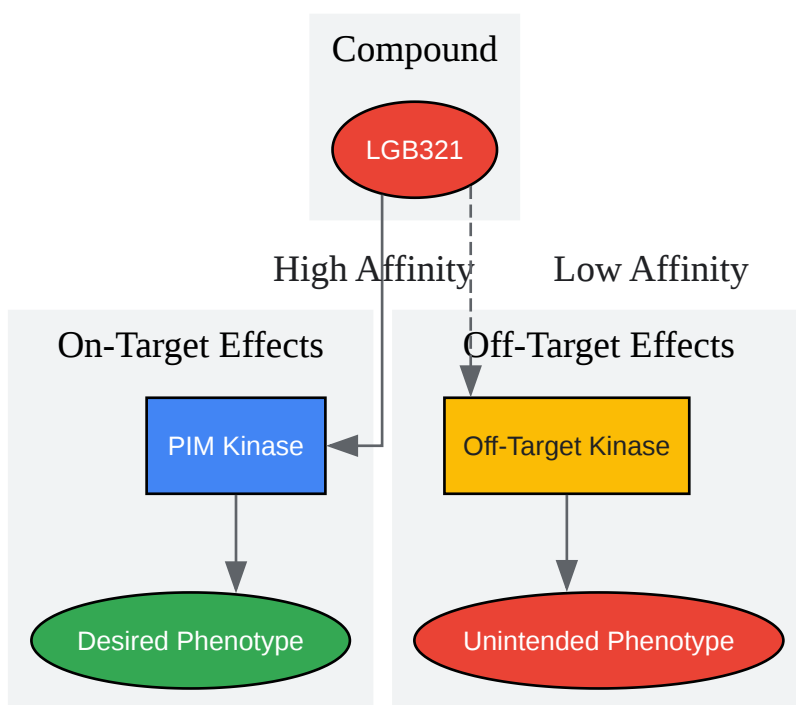 Compound
LGB321
High Affinity
Low Affinity
On-Target Effects
Off-Target Effects
PIM Kinase
Off-Target Kinase
Desired Phenotype
Unintended Phenotype